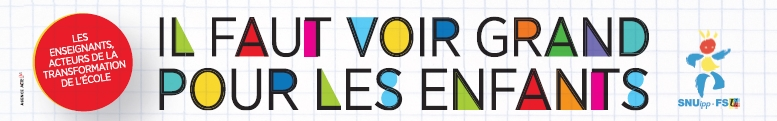 LES
ENSEIGNANTS,
ACTEURS DE LA
TRANSFORMATION
DE L'ÉCOLE
IL FAUT VOIR GRAND
POUR LES ENFANTS
SNUipp - FSU